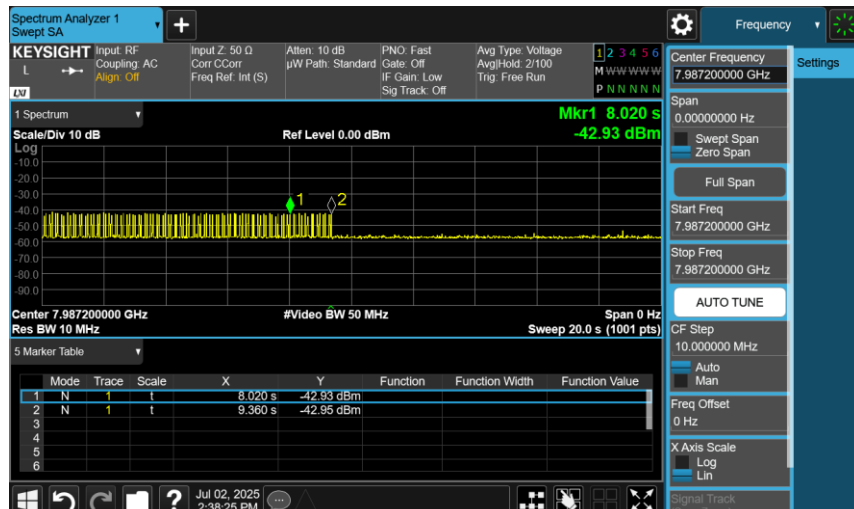 Spectrum Analyzer 1
Swept SA
+
Frequency
KEYSIGHT
L
LXI
Input: RF
Coupling: AC
Align: Off
Input Z: 50 Ω
Corr CCorr
Freq Ref: Int (S)
Atten: 10 dB
µW Path: Standard
PNO: Fast
Gate: Off
IF Gain: Low
Sig Track: Off
Avg Type: Voltage
Avg|Hold: 2/100
Trig: Free Run
1 2 3 4 5 6
M W W W W W
P N N N N N
Center Frequency
7.987200000 GHz
Settings
Span
0.00000000 Hz
Swept Span
Zero Span
Full Span
Start Freq
7.987200000 GHz
Stop Freq
7.987200000 GHz
AUTO TUNE
CF Step
10.000000 MHz
Auto
Man
Freq Offset
0 Hz
X Axis Scale
Log
Lin
Signal Track
1 Spectrum
Scale/Div 10 dB
Ref Level 0.00 dBm
Mkr1 8.020 s
-42.93 dBm
Log
-10.0
-20.0
-30.0
-40.0
-50.0
-60.0
-70.0
-80.0
-90.0
1
2
Center 7.987200000 GHz
#Video BW 50 MHz
Span 0 Hz
Res BW 10 MHz
Sweep 20.0 s (1001 pts)
5 Marker Table
Mode Trace Scale X Y Function Function Width Function Value
1 N 1 t 8.020 s -42.93 dBm
2 N 1 t 9.360 s -42.95 dBm
3
4
5
6
?
Jul 02, 2025
2:38:25 PM